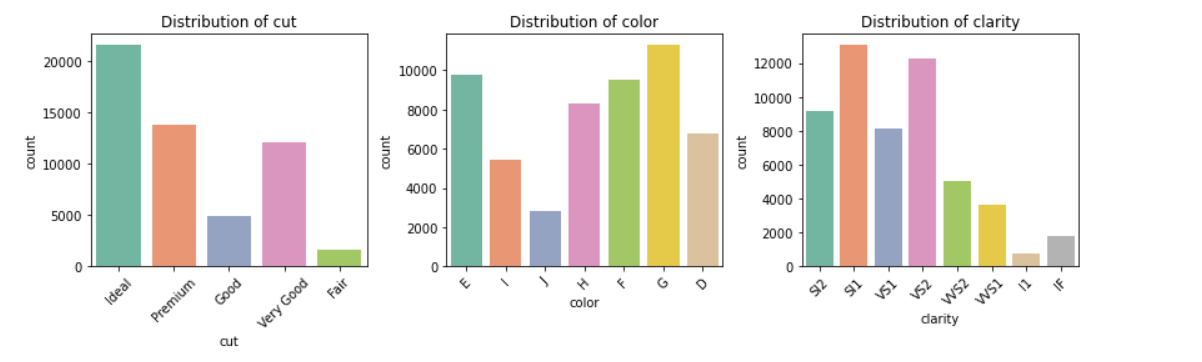 Distribution of cut
20000
15000
10000
5000
0
count
Ideal
Premium
Good
Very Good
Fair
cut
Distribution of color
10000
8000
6000
4000
2000
0
count
E
I
J
H
F
G
D
color
Distribution of clarity
12000
10000
8000
6000
4000
2000
0
count
SI2
SI1
VS1
VS2
VVS2
VVS1
I1
IF
clarity